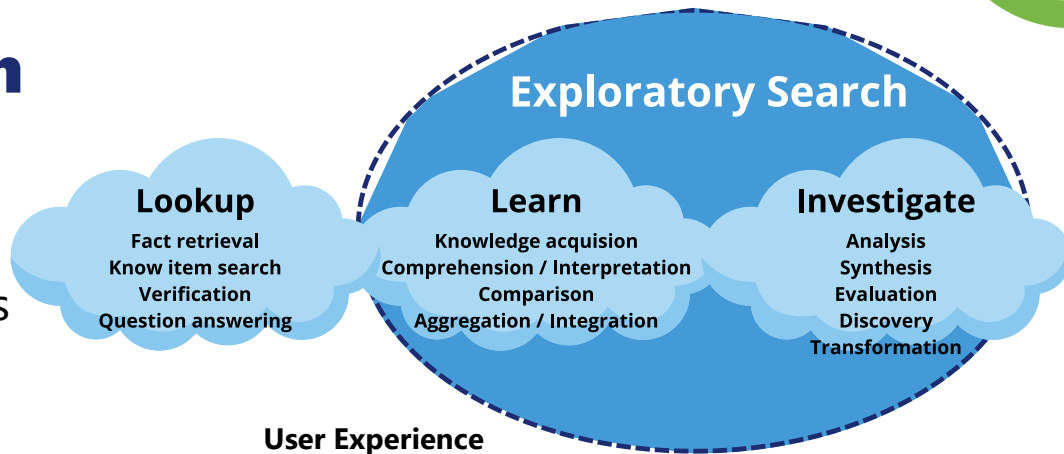 n
Exploratory Search
Lookup
Fact retrieval
Know item search
Verification
Question answering
s
Learn
Knowledge acquision
Comprehension / Interpretation
Comparison
Aggregation / Integration
Investigate
Analysis
Synthesis
Evaluation
Discovery
Transformation
User Experience